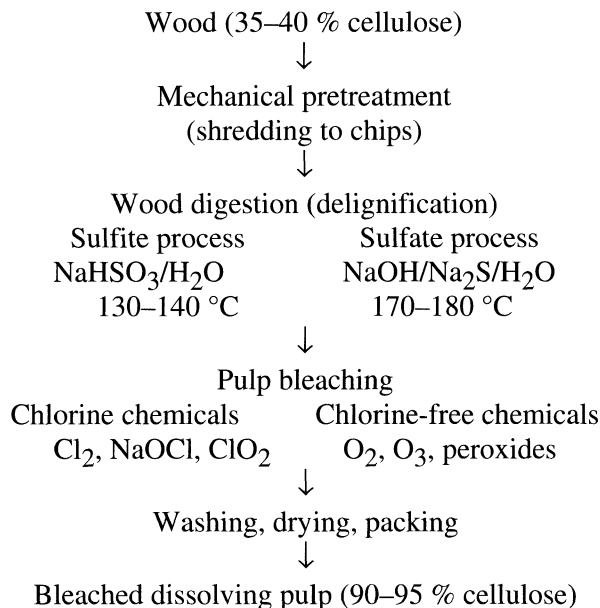 Wood (35–40 % cellulose)
↓
Mechanical pretreatment
(shredding to chips)
↓
Wood digestion (delignification)
Sulfite process Sulfate process
NaHSO3/H2O NaOH/Na2S/H2O
130–140 °C 170–180 °C
↓
Pulp bleaching
Chlorine chemicals Chlorine-free chemicals
Cl2, NaOCl, ClO2 O2, O3, peroxides
↓
Washing, drying, packing
↓
Bleached dissolving pulp (90–95 % cellulose)